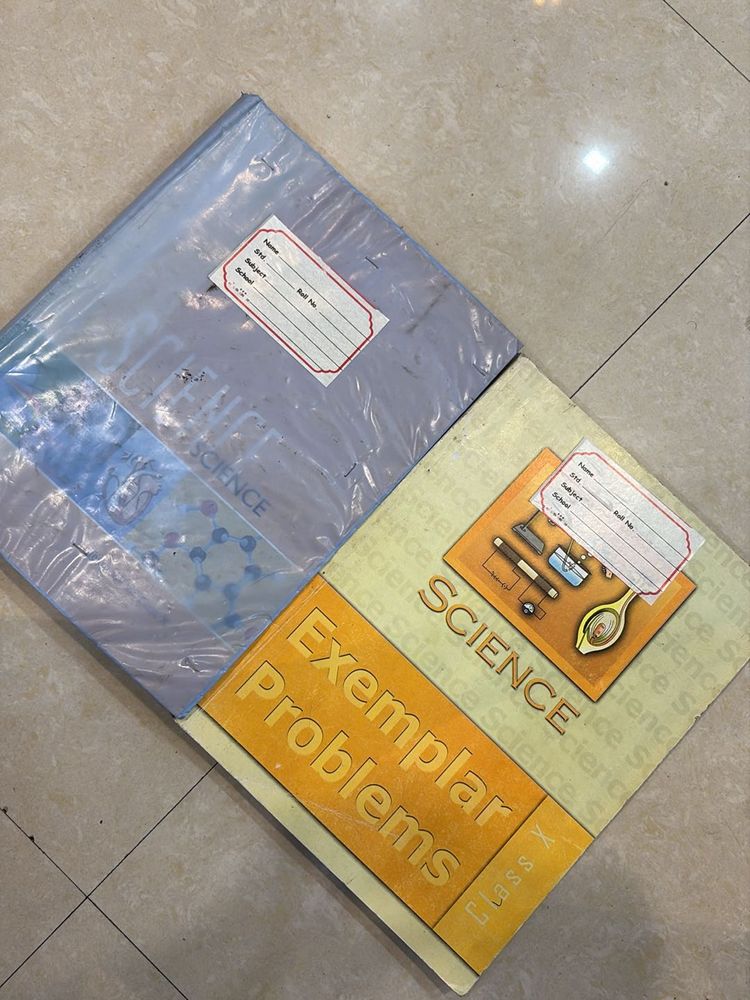 Name
Std.
Subject
Roll No.
School
SCIENCE
SCIENCE
Name
Std.
Subject
Roll No.
School
SCIENCE
Exemplar
Problems
Class X